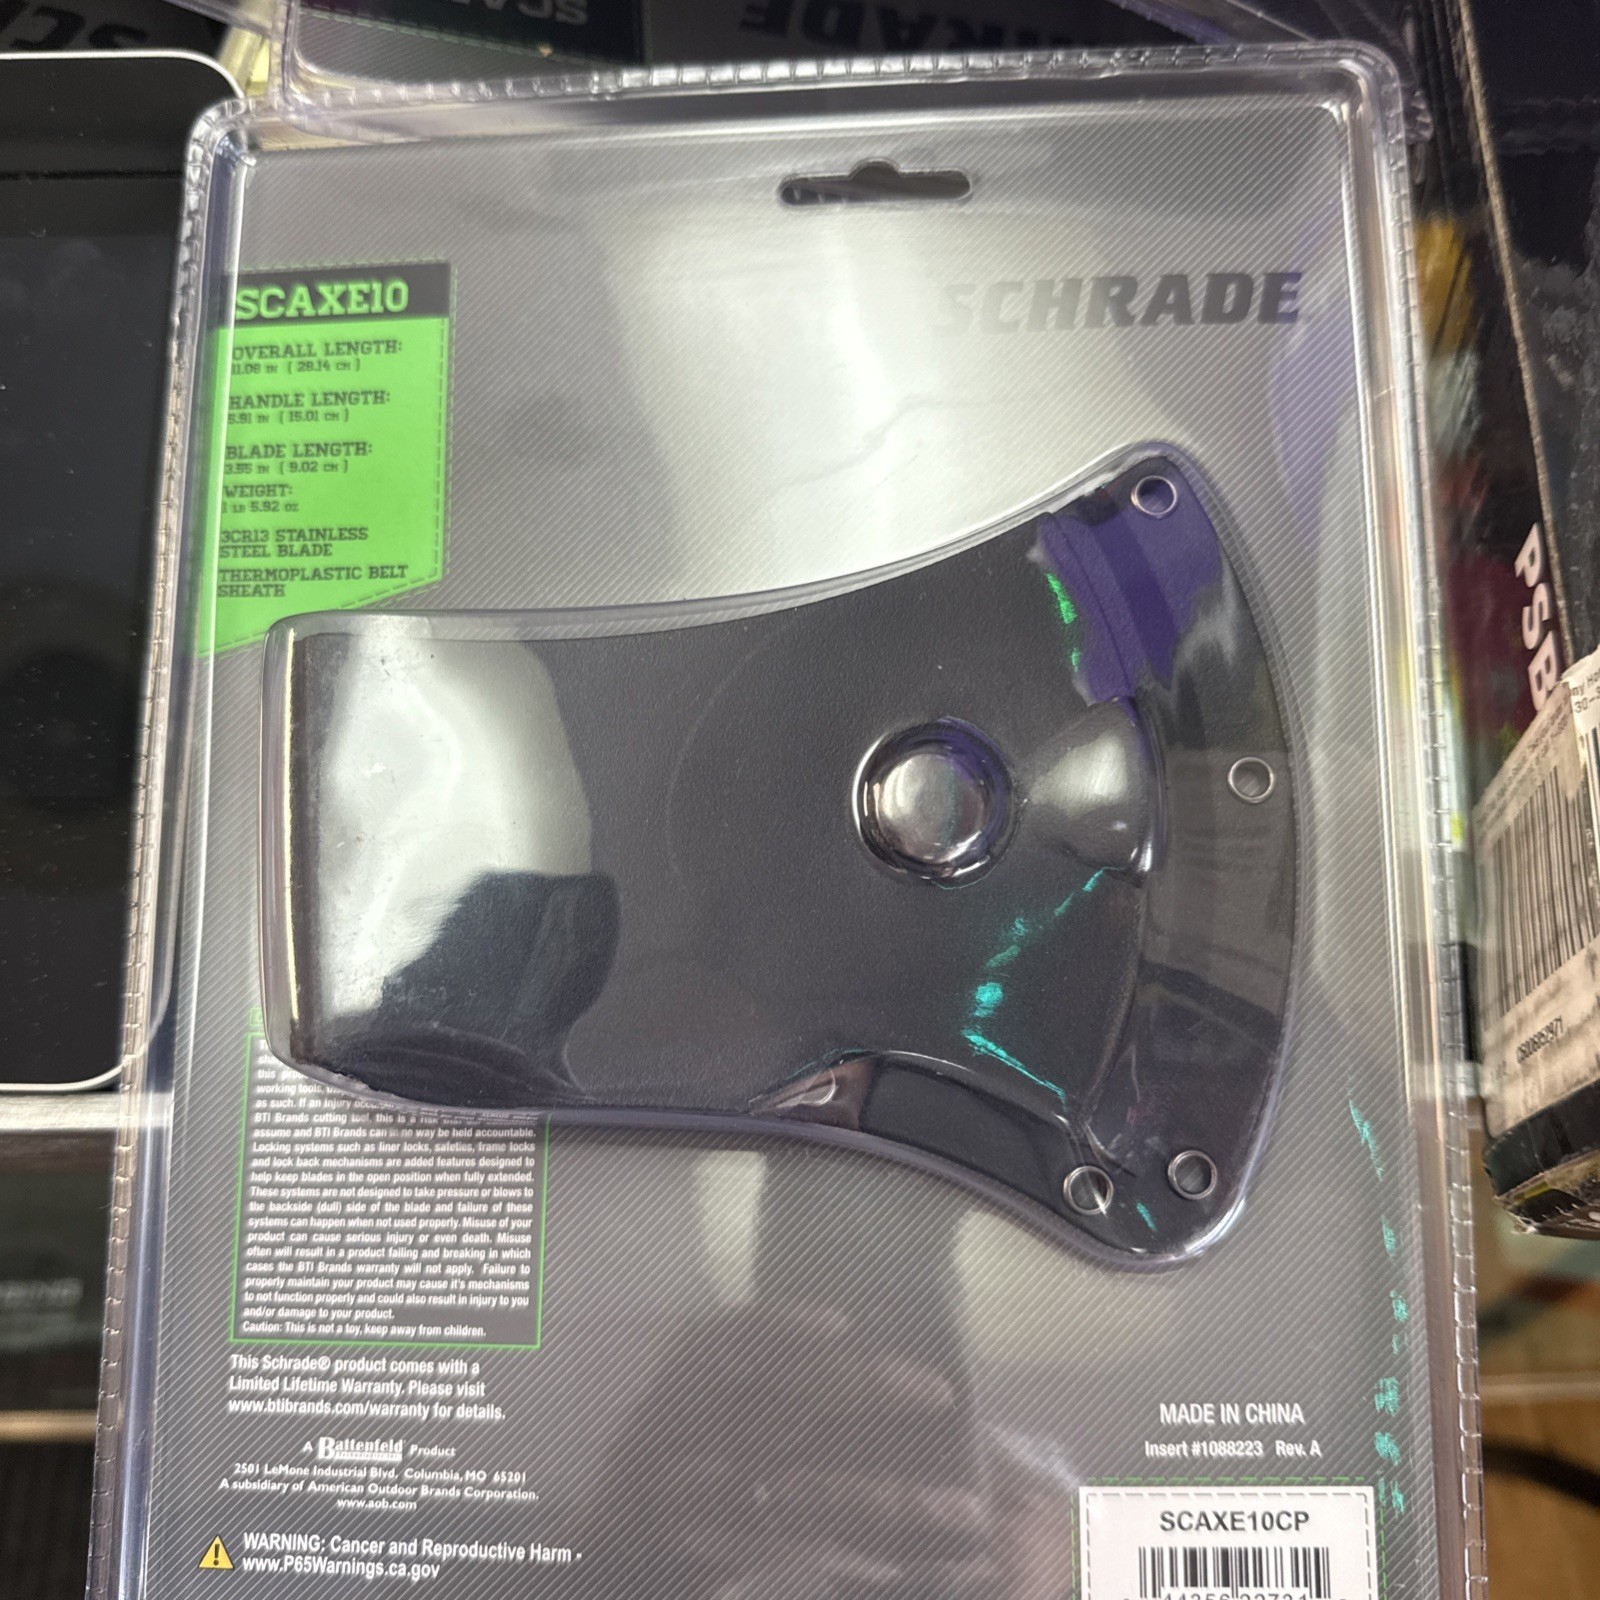 SCHRADE
SCAXE10
OVERALL LENGTH:
11.08 IN ( 28.14 CM )
HANDLE LENGTH:
5.91 IN ( 15.01 CM )
BLADE LENGTH:
3.55 IN ( 9.02 CM )
WEIGHT:
1 LB 5.92 OZ
3CR13 STAINLESS
STEEL BLADE
THERMOPLASTIC BELT
SHEATH
this
working tools,
as such. If an injury
BTI Brands cutting tool, this is a
assume and BTI Brands can in no way be held accountable.
Locking systems such as liner locks, safeties, frame locks
and lock back mechanisms are added features designed to
help keep blades in the open position when fully extended.
These systems are not designed to take pressure or blows to
the backside (dull) side of the blade and failure of these
systems can happen when not used properly. Misuse of your
product can cause serious injury or even death. Misuse
often will result in a product failing and breaking in which
cases the BTI Brands warranty will not apply. Failure to
properly maintain your product may cause it's mechanisms
to not function properly and could also result in injury to you
and/or damage to your product.
Caution: This is not a toy, keep away from children.
This Schrade® product comes with a
Limited Lifetime Warranty. Please visit
www.btibrands.com/warranty for details.
A Battenfeld Product
2501 LeMone Industrial Blvd. Columbia, MO 65201
A subsidiary of American Outdoor Brands Corporation.
www.aob.com
WARNING: Cancer and Reproductive Harm -
www.P65Warnings.ca.gov
MADE IN CHINA
Insert #1088223 Rev. A
SCAXE10CP
PSB